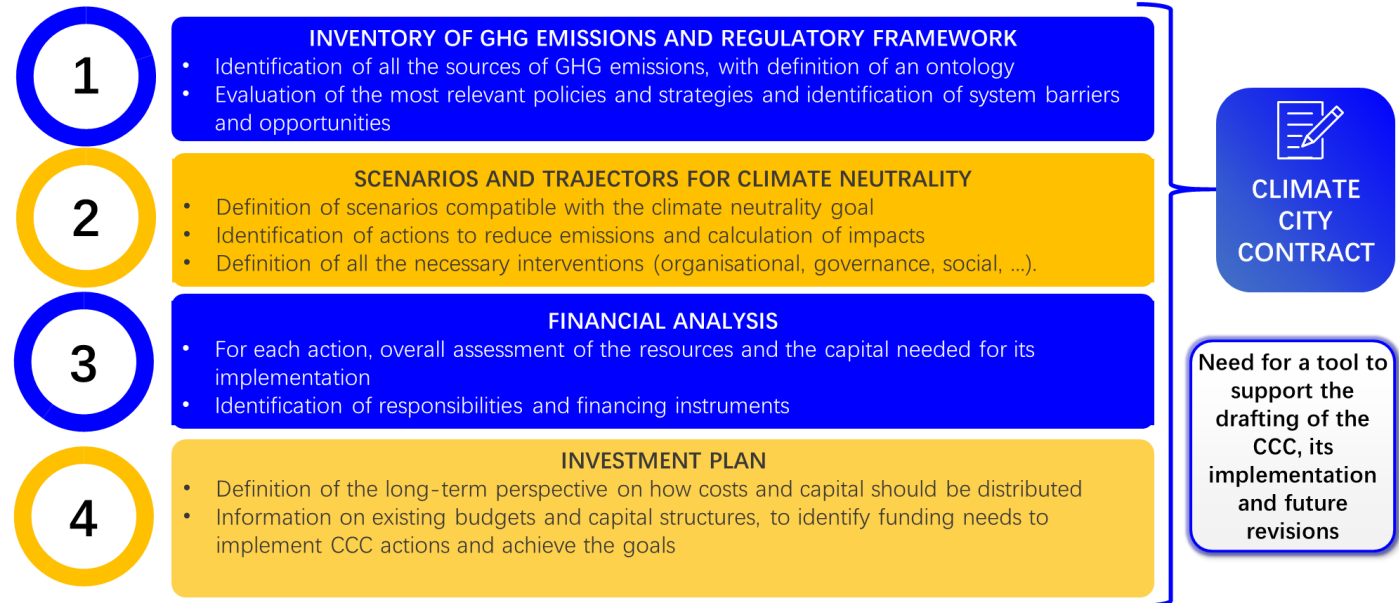 1
INVENTORY OF GHG EMISSIONS AND REGULATORY FRAMEWORK
• Identification of all the sources of GHG emissions, with definition of an ontology
• Evaluation of the most relevant policies and strategies and identification of system barriers
and opportunities
2
SCENARIOS AND TRAJECTORS FOR CLIMATE NEUTRALITY
• Definition of scenarios compatible with the climate neutrality goal
• Identification of actions to reduce emissions and calculation of impacts
• Definition of all the necessary interventions (organisational, governance, social, …).
3
FINANCIAL ANALYSIS
• For each action, overall assessment of the resources and the capital needed for its
implementation
• Identification of responsibilities and financing instruments
4
INVESTMENT PLAN
• Definition of the long-term perspective on how costs and capital should be distributed
• Information on existing budgets and capital structures, to identify funding needs to
implement CCC actions and achieve the goals
CLIMATE
CITY
CONTRACT
Need for a tool to
support the
drafting of the
CCC, its
implementation
and future
revisions